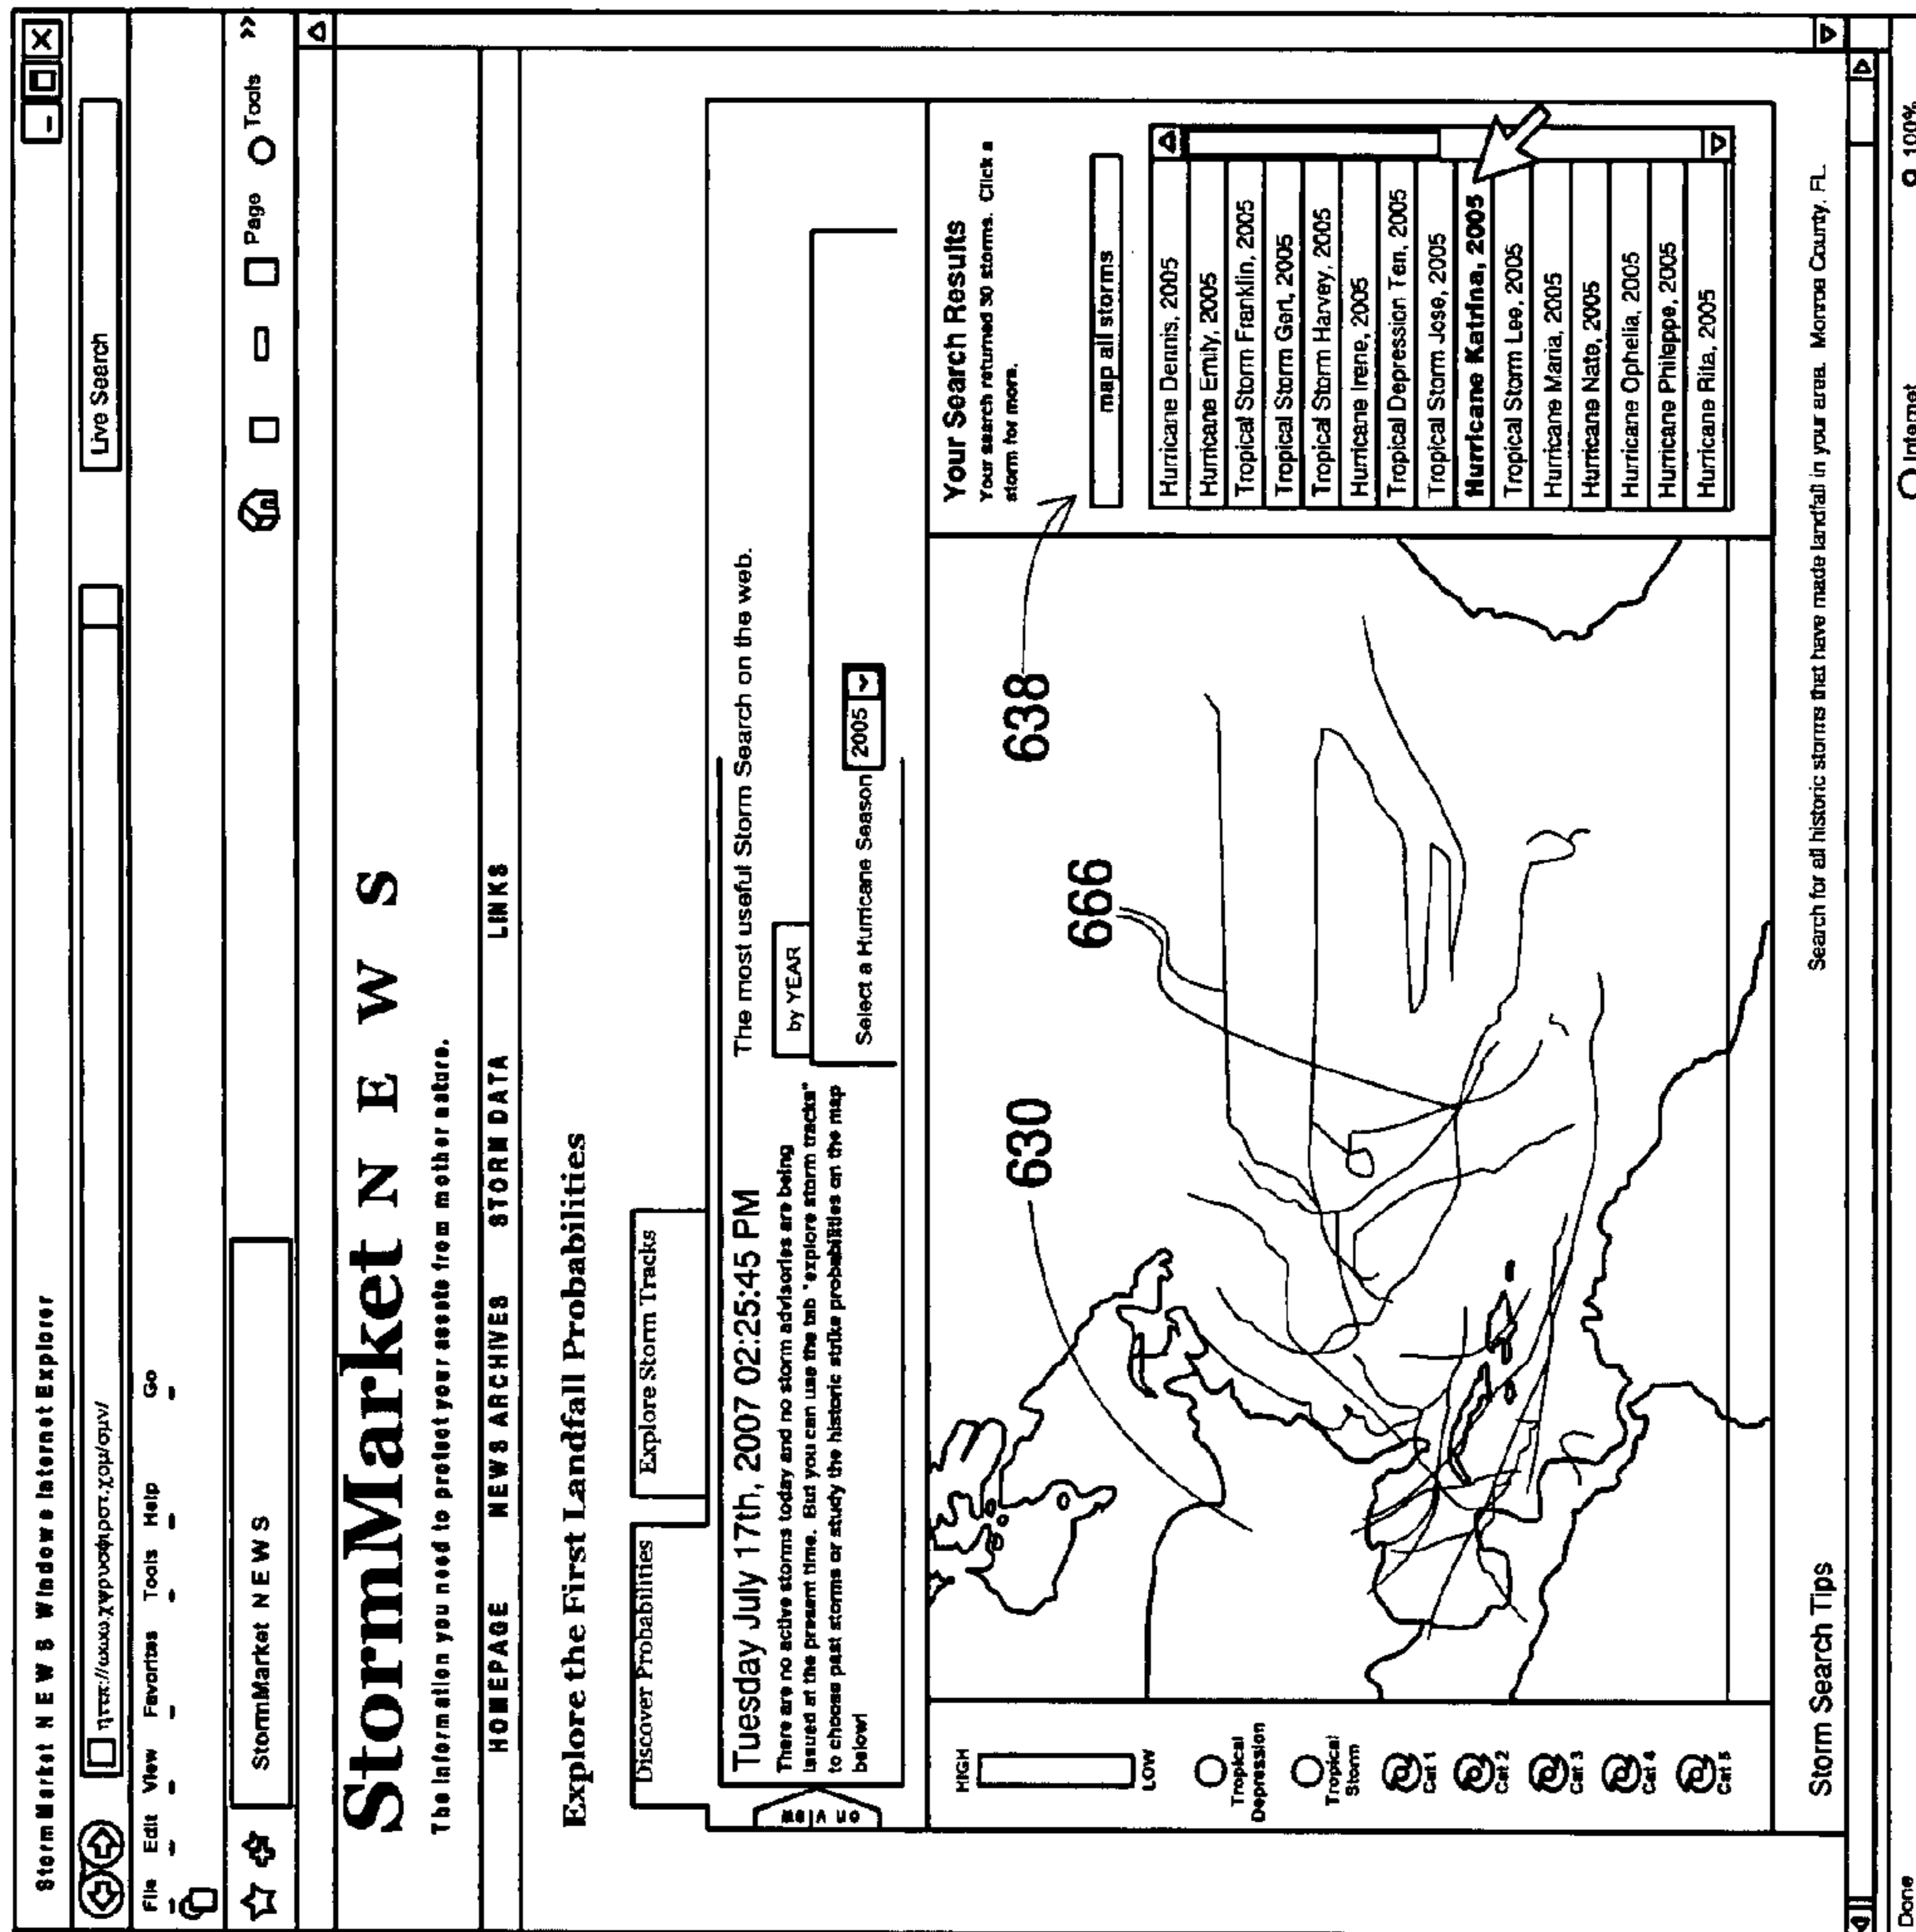 StormMarket N E W S Windows Internet Explorer
ηττπ://ωωω.χψρυσφιρστ.χομ/σμν/
Live Search
File Edit View Favorites Tools Help Go
StormMarket N E W S
Page Tools »
StormMarket N E W S
The information you need to protect your assets from mother nature.
HOMEPAGE NEWS ARCHIVES STORM DATA LINKS
Explore the First Landfall Probabilities
Discover Probabilities
Explore Storm Tracks
Tuesday July 17th, 2007 02:25:45 PM
The most useful Storm Search on the web.
There are no active storms today and no storm advisories are being
issued at the present time. But you can use the tab "explore storm tracks"
to choose past storms or study the historic strike probabilities on the map
below!
by YEAR
Select a Hurricane Season 2005
HIGH
LOW
Tropical
Depression
Tropical
Storm
Cat 1
Cat 2
Cat 3
Cat 4
Cat 5
630
666
638
Your Search Results
Your search returned 30 storms. Click a
storm for more.
map all storms
Hurricane Dennis, 2005
Hurricane Emily, 2005
Tropical Storm Franklin, 2005
Tropical Storm Gert, 2005
Tropical Storm Harvey, 2005
Hurricane Irene, 2005
Tropical Depression Ten, 2005
Tropical Storm Jose, 2005
Hurricane Katrina, 2005
Tropical Storm Lee, 2005
Hurricane Maria, 2005
Hurricane Nate, 2005
Hurricane Ophelia, 2005
Hurricane Phileppe, 2005
Hurricane Rita, 2005
Storm Search Tips
Search for all historic storms that have made landfall in your area. Monroe County, FL.
Done
Internet
100%